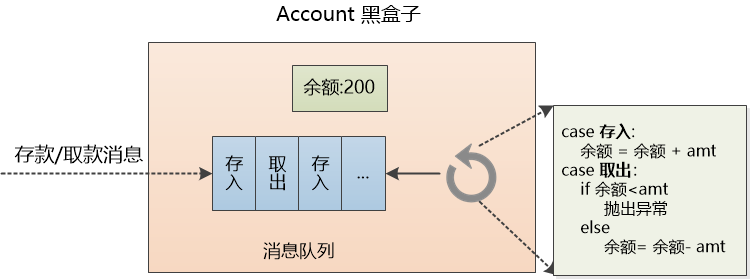 Account 黑盒子
余额:200
存款/取款消息
存入
取出
存入
...
消息队列
case 存入:
余额 = 余额 + amt
case 取出:
if 余额<amt
抛出异常
else
余额= 余额- amt